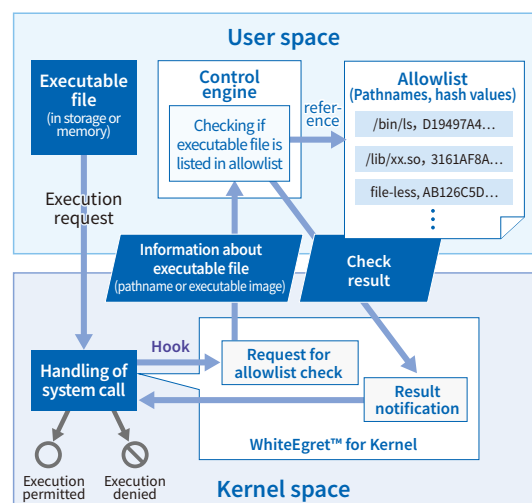 User space
Executable
file
(in storage or
memory)
Control
engine
Checking if
executable file is
listed in allowlist
refer-
ence
Allowlist
(Pathnames, hash values)
/bin/ls, D19497A4...
/lib/xx.so, 3161AF8A...
file-less, AB126C5D...
Execution
request
Information about
executable file
(pathname or executable image)
Check
result
Hook
Handling of
system call
Request for
allowlist check
Result
notification
WhiteEgret™ for Kernel
Execution
permitted
Execution
denied
Kernel space